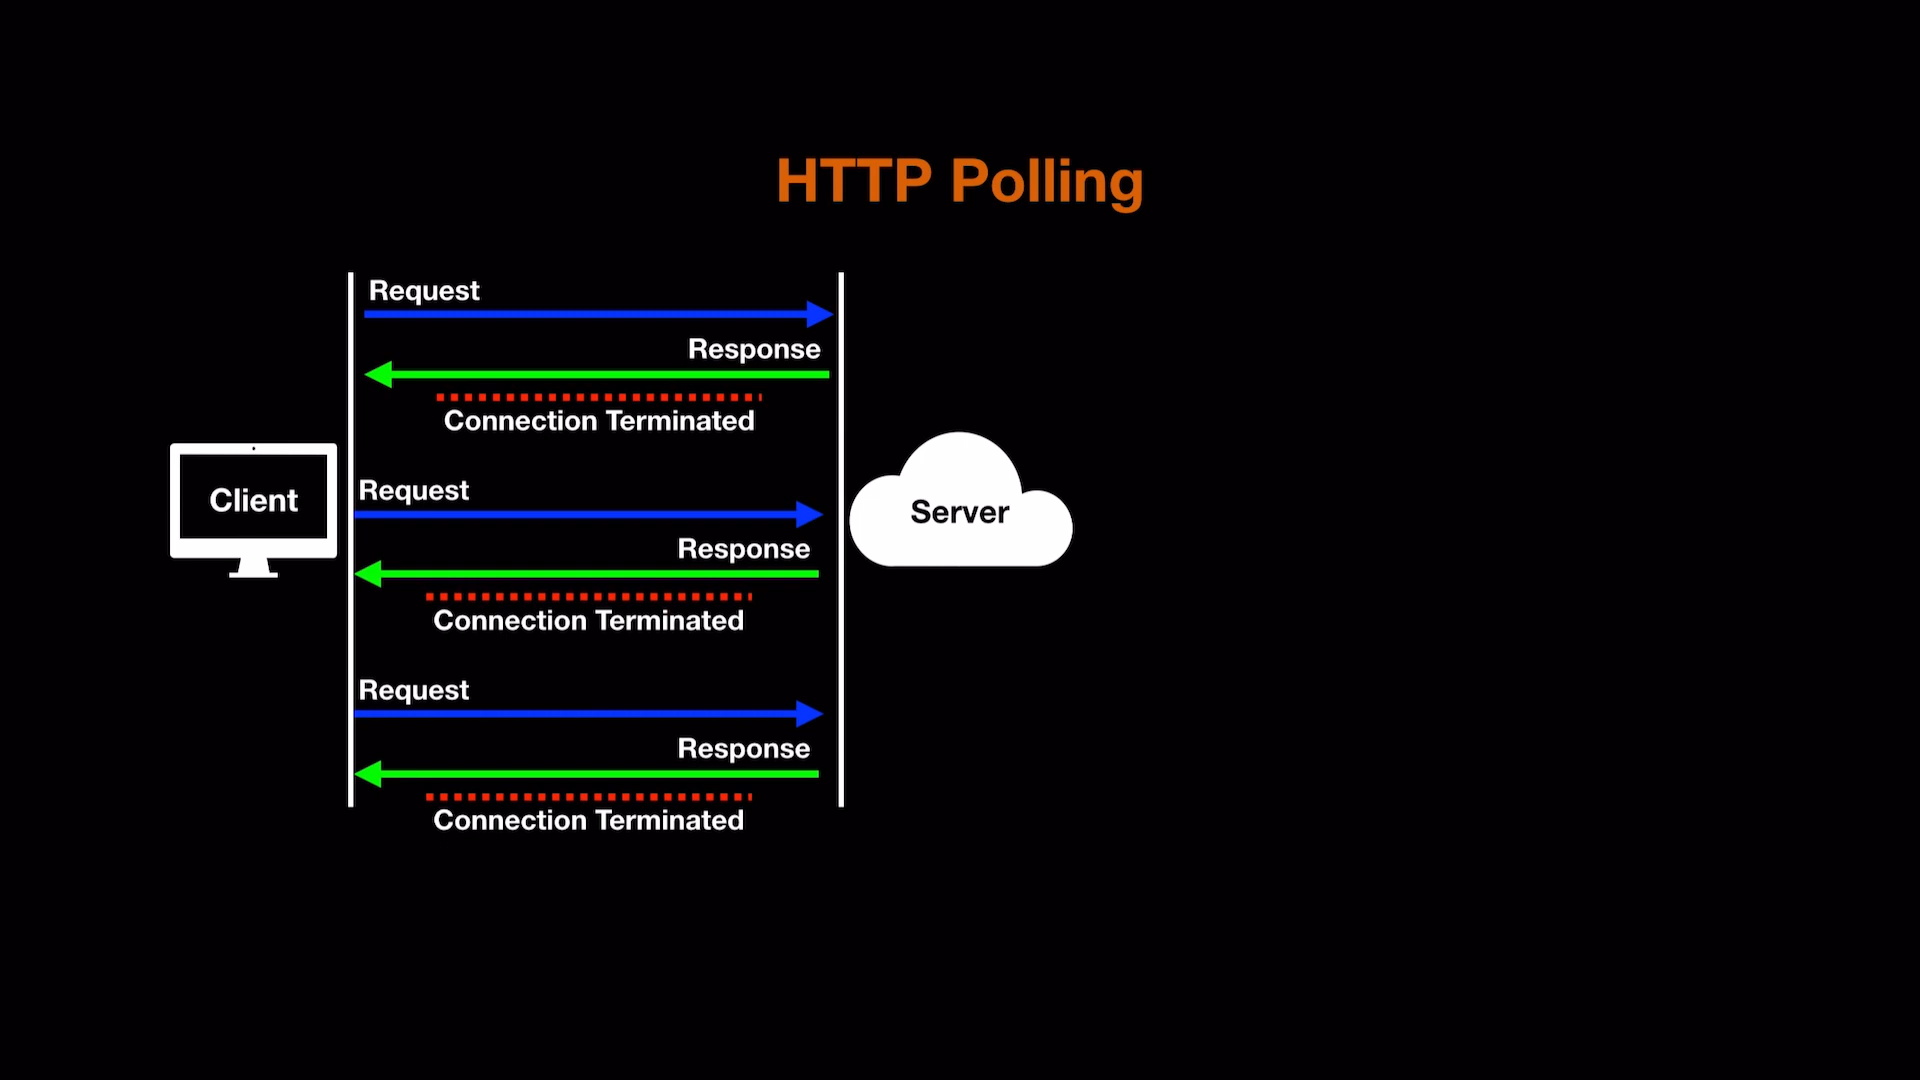 HTTP Polling
Request
Response
Connection Terminated
Client
Request
Server
Response
Connection Terminated
Request
Response
Connection Terminated